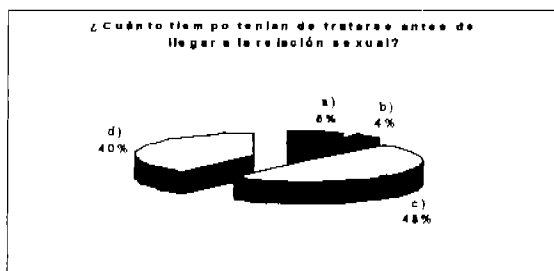 ¿Cuánto tiempo tenían de tratarse antes de
llegar a la relación sexual?
a)
8%
b)
4%
c)
48%
d)
40%